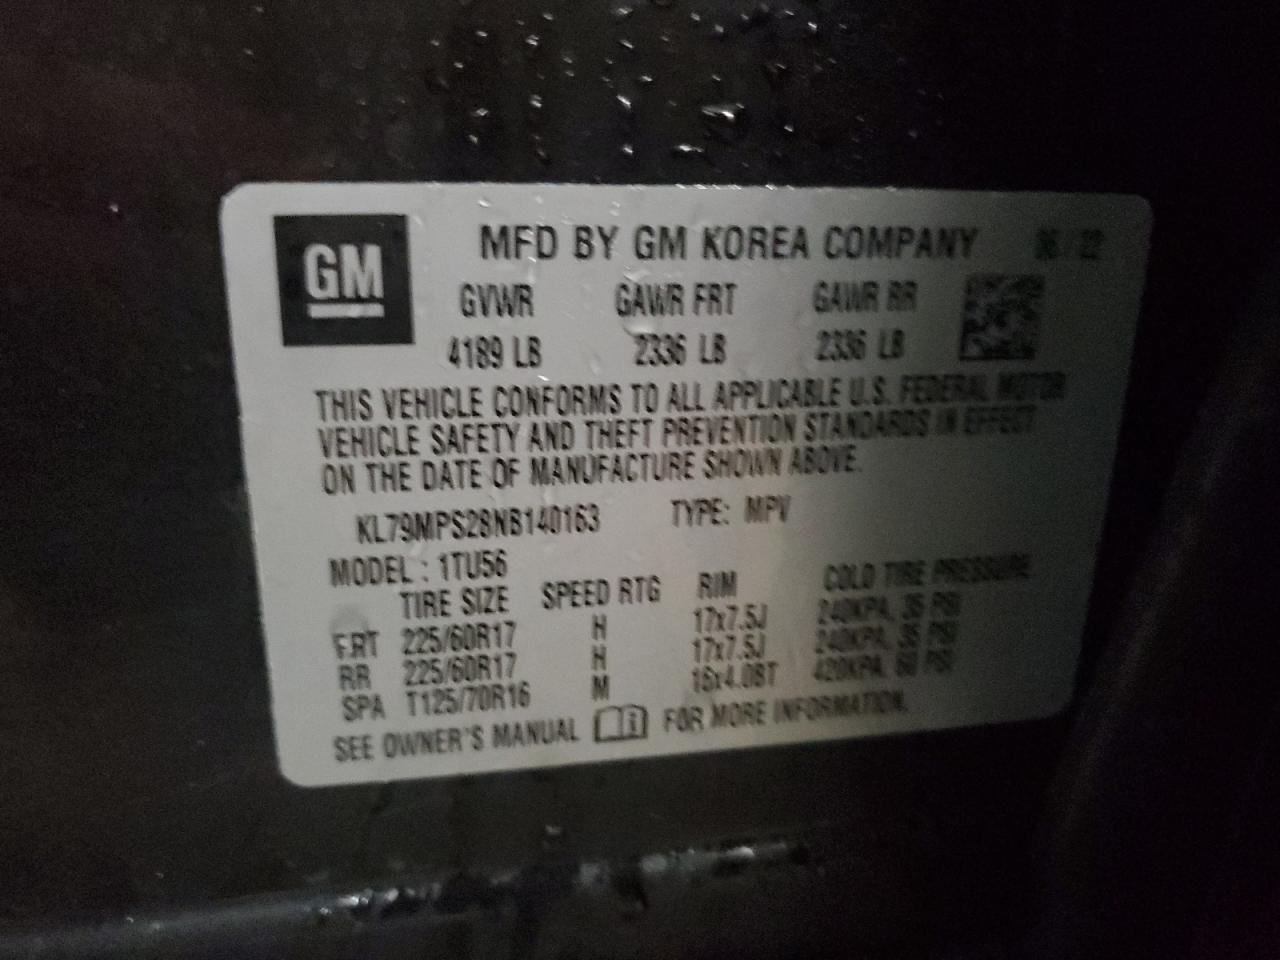 GM
MFD BY GM KOREA COMPANY 06/22
GVWR GAWR FRT GAWR RR
4189 LB 2336 LB 2336 LB
THIS VEHICLE CONFORMS TO ALL APPLICABLE U.S. FEDERAL MOTOR
VEHICLE SAFETY AND THEFT PREVENTION STANDARDS IN EFFECT
ON THE DATE OF MANUFACTURE SHOWN ABOVE.
KL79MPS28NB140163 TYPE: MPV
MODEL: 1TU56
TIRE SIZE SPEED RTG RIM COLD TIRE PRESSURE
FRT 225/60R17 H 17x7.5J 240KPA, 35 PSI
RR 225/60R17 H 17x7.5J 240KPA, 35 PSI
SPA T125/70R16 M 16x4.0BT 420KPA, 60 PSI
SEE OWNER'S MANUAL FOR MORE INFORMATION.